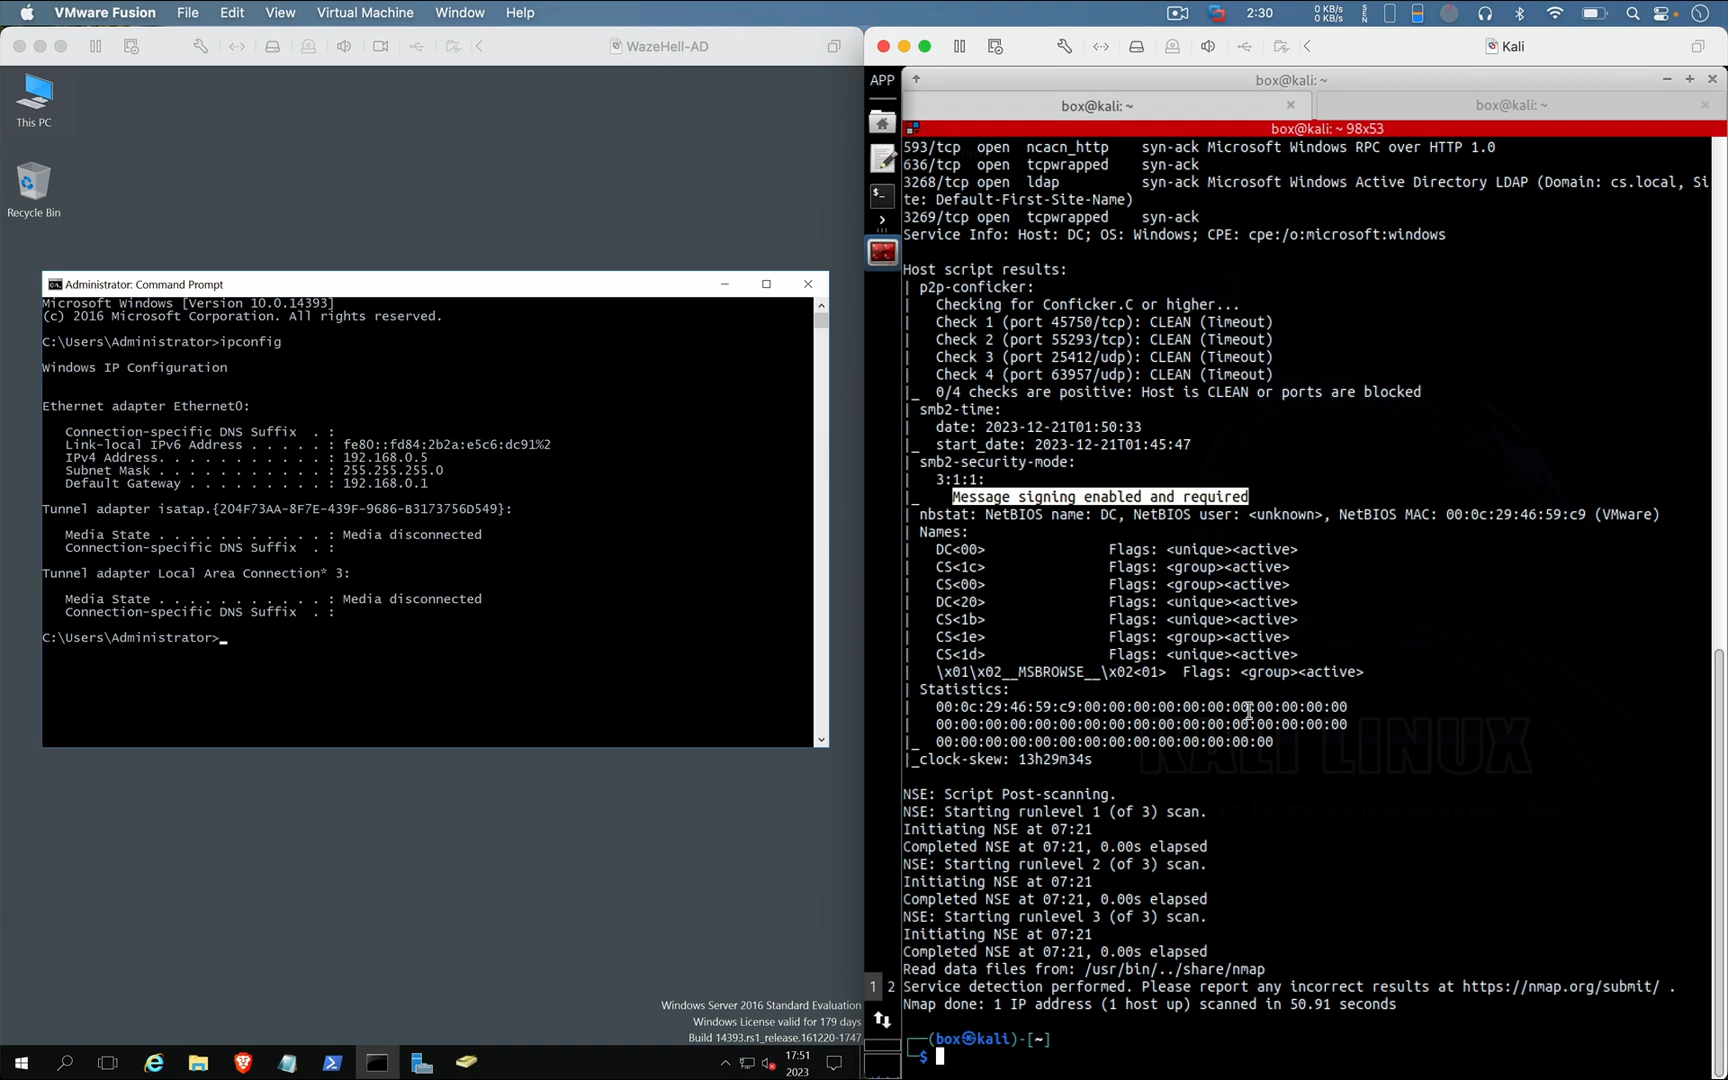 VMware Fusion File Edit View Virtual Machine Window Help
2:30 0 KB/s 0 KB/s SEN
WazeHell-AD
This PC
Recycle Bin
Administrator: Command Prompt
Microsoft Windows [Version 10.0.14393]
(c) 2016 Microsoft Corporation. All rights reserved.
C:\Users\Administrator>ipconfig
Windows IP Configuration
Ethernet adapter Ethernet0:
Connection-specific DNS Suffix . :
Link-local IPv6 Address . . . . . : fe80::fd84:2b2a:e5c6:dc91%2
IPv4 Address. . . . . . . . . . . : 192.168.0.5
Subnet Mask . . . . . . . . . . . : 255.255.255.0
Default Gateway . . . . . . . . . : 192.168.0.1
Tunnel adapter isatap.{204F73AA-8F7E-439F-9686-B3173756D549}:
Media State . . . . . . . . . . . : Media disconnected
Connection-specific DNS Suffix . :
Tunnel adapter Local Area Connection* 3:
Media State . . . . . . . . . . . : Media disconnected
Connection-specific DNS Suffix . :
C:\Users\Administrator>_
Windows Server 2016 Standard Evaluation
Windows License valid for 179 days
Build 14393.rs1_release.161220-1747
17:51
2023
Kali
APP
box@kali: ~
box@kali: ~ box@kali: ~
box@kali: ~ 98x53
593/tcp open ncacn_http syn-ack Microsoft Windows RPC over HTTP 1.0
636/tcp open tcpwrapped syn-ack
3268/tcp open ldap syn-ack Microsoft Windows Active Directory LDAP (Domain: cs.local, Si
te: Default-First-Site-Name)
3269/tcp open tcpwrapped syn-ack
Service Info: Host: DC; OS: Windows; CPE: cpe:/o:microsoft:windows
Host script results:
| p2p-conficker:
|   Checking for Conficker.C or higher...
|   Check 1 (port 45750/tcp): CLEAN (Timeout)
|   Check 2 (port 55293/tcp): CLEAN (Timeout)
|   Check 3 (port 25412/udp): CLEAN (Timeout)
|   Check 4 (port 63957/udp): CLEAN (Timeout)
|_  0/4 checks are positive: Host is CLEAN or ports are blocked
| smb2-time:
|   date: 2023-12-21T01:50:33
|_  start_date: 2023-12-21T01:45:47
| smb2-security-mode:
|   3:1:1:
|_    Message signing enabled and required
| nbstat: NetBIOS name: DC, NetBIOS user: <unknown>, NetBIOS MAC: 00:0c:29:46:59:c9 (VMware)
| Names:
|   DC<00> Flags: <unique><active>
|   CS<1c> Flags: <group><active>
|   CS<00> Flags: <group><active>
|   DC<20> Flags: <unique><active>
|   CS<1b> Flags: <unique><active>
|   CS<1e> Flags: <group><active>
|   CS<1d> Flags: <unique><active>
|   \x01\x02__MSBROWSE__\x02<01> Flags: <group><active>
| Statistics:
|   00:0c:29:46:59:c9:00:00:00:00:00:00:00:00:00:00:00
|   00:00:00:00:00:00:00:00:00:00:00:00:00:00:00:00:00
|_  00:00:00:00:00:00:00:00:00:00:00:00:00:00
|_clock-skew: 13h29m34s
NSE: Script Post-scanning.
NSE: Starting runlevel 1 (of 3) scan.
Initiating NSE at 07:21
Completed NSE at 07:21, 0.00s elapsed
NSE: Starting runlevel 2 (of 3) scan.
Initiating NSE at 07:21
Completed NSE at 07:21, 0.00s elapsed
NSE: Starting runlevel 3 (of 3) scan.
Initiating NSE at 07:21
Completed NSE at 07:21, 0.00s elapsed
Read data files from: /usr/bin/../share/nmap
Service detection performed. Please report any incorrect results at https://nmap.org/submit/ .
Nmap done: 1 IP address (1 host up) scanned in 50.91 seconds
(box㉿kali)-[~]
$
1 2
KALI LINUX